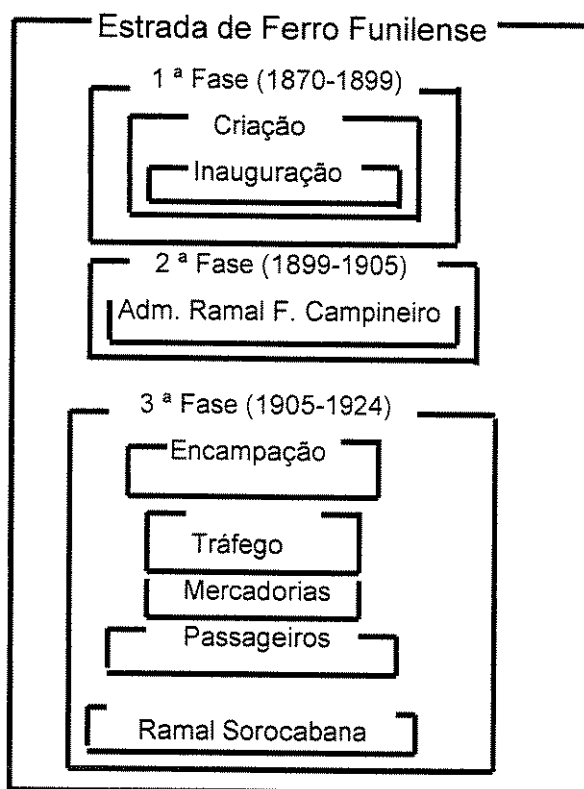 Estrada de Ferro Funilense
1 ª Fase (1870-1899)
Criação
Inauguração
2 ª Fase (1899-1905)
Adm. Ramal F. Campineiro
3 ª Fase (1905-1924)
Encampação
Tráfego
Mercadorias
Passageiros
Ramal Sorocabana